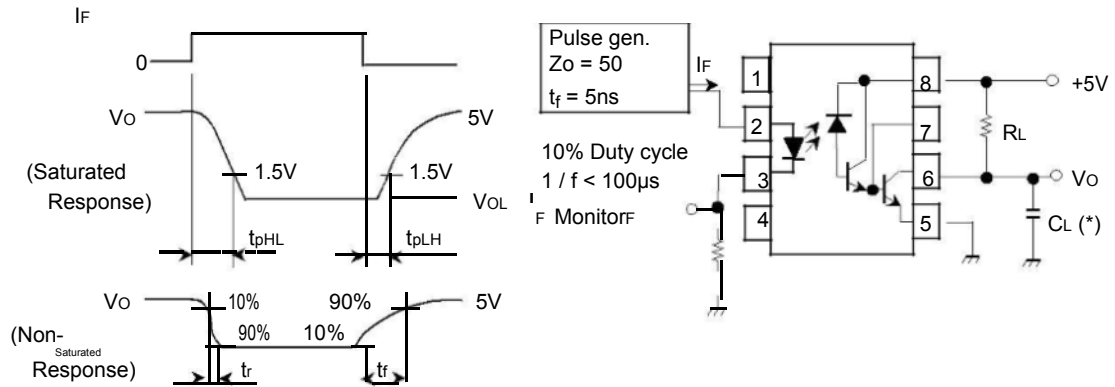 IF
0
VO
5V
(Saturated
Response)
1.5V
1.5V
VOL
tpHL
tpLH
VO
10%
90%
5V
(Non-
Saturated
Response)
90%
10%
tr
tf
Pulse gen.
Zo = 50
tf = 5ns
IF
10% Duty cycle
1 / f < 100µs
IF MonitorF
1
2
3
4
8
7
6
5
+5V
RL
VO
CL (*)